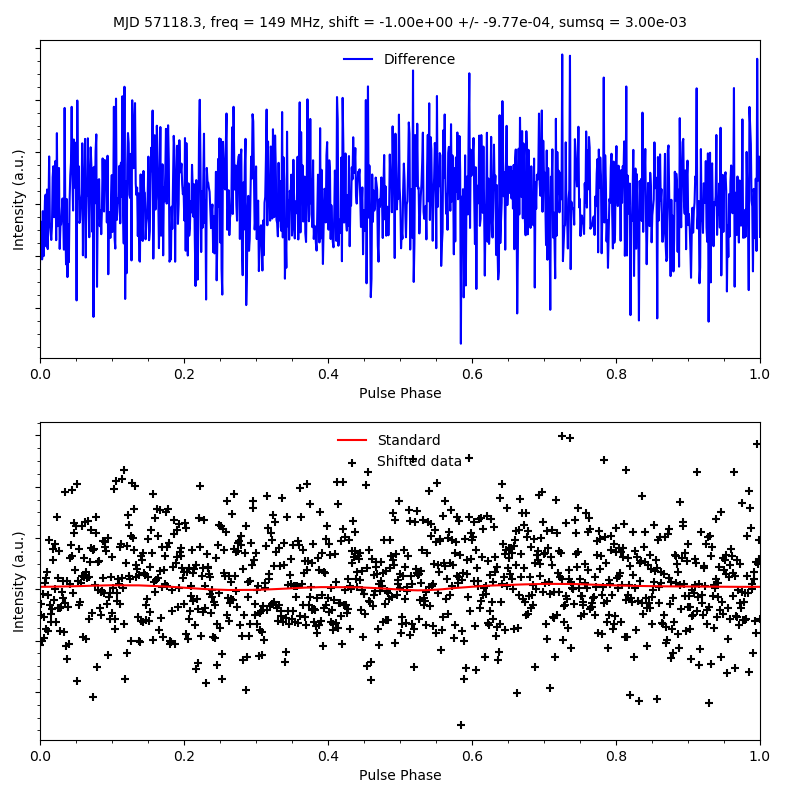 MJD 57118.3, freq = 149 MHz, shift = -1.00e+00 +/- -9.77e-04, sumsq = 3.00e-03
Difference
Intensity (a.u.)
0.0 0.2 0.4 0.6 0.8 1.0
Pulse Phase
Standard
Shifted data
Intensity (a.u.)
0.0 0.2 0.4 0.6 0.8 1.0
Pulse Phase